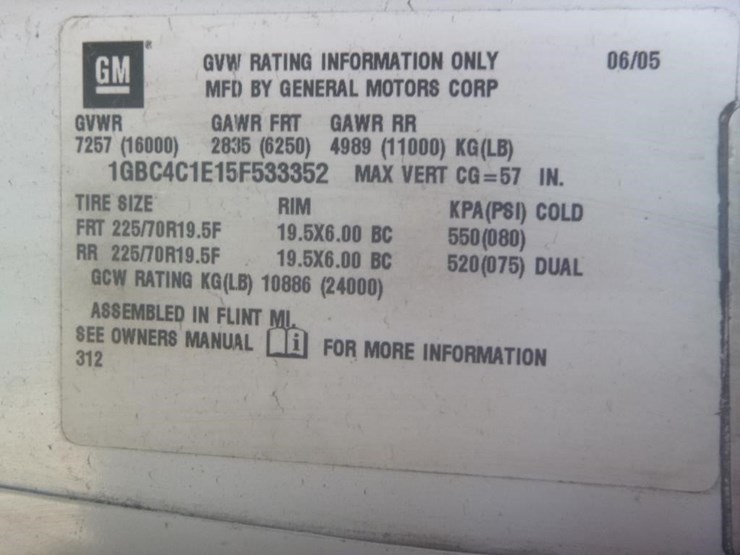 GM GVW RATING INFORMATION ONLY 06/05
MFD BY GENERAL MOTORS CORP
GVWR GAWR FRT GAWR RR
7257 (16000) 2835 (6250) 4989 (11000) KG(LB)
1GBC4C1E15F533352 MAX VERT CG=57 IN.
TIRE SIZE RIM KPA(PSI) COLD
FRT 225/70R19.5F 19.5X6.00 BC 550(080)
RR 225/70R19.5F 19.5X6.00 BC 520(075) DUAL
GCW RATING KG(LB) 10886 (24000)
ASSEMBLED IN FLINT MI.
SEE OWNERS MANUAL i FOR MORE INFORMATION
312